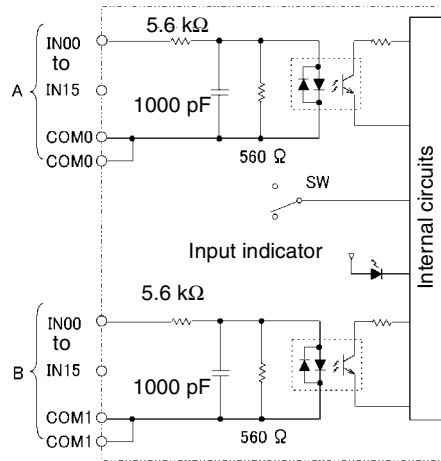 IN00
to
A
IN15
COM0
COM0
5.6 kΩ
1000 pF
560 Ω
SW
Input indicator
Internal circuits
5.6 kΩ
IN00
to
B
IN15
COM1
COM1
1000 pF
560 Ω